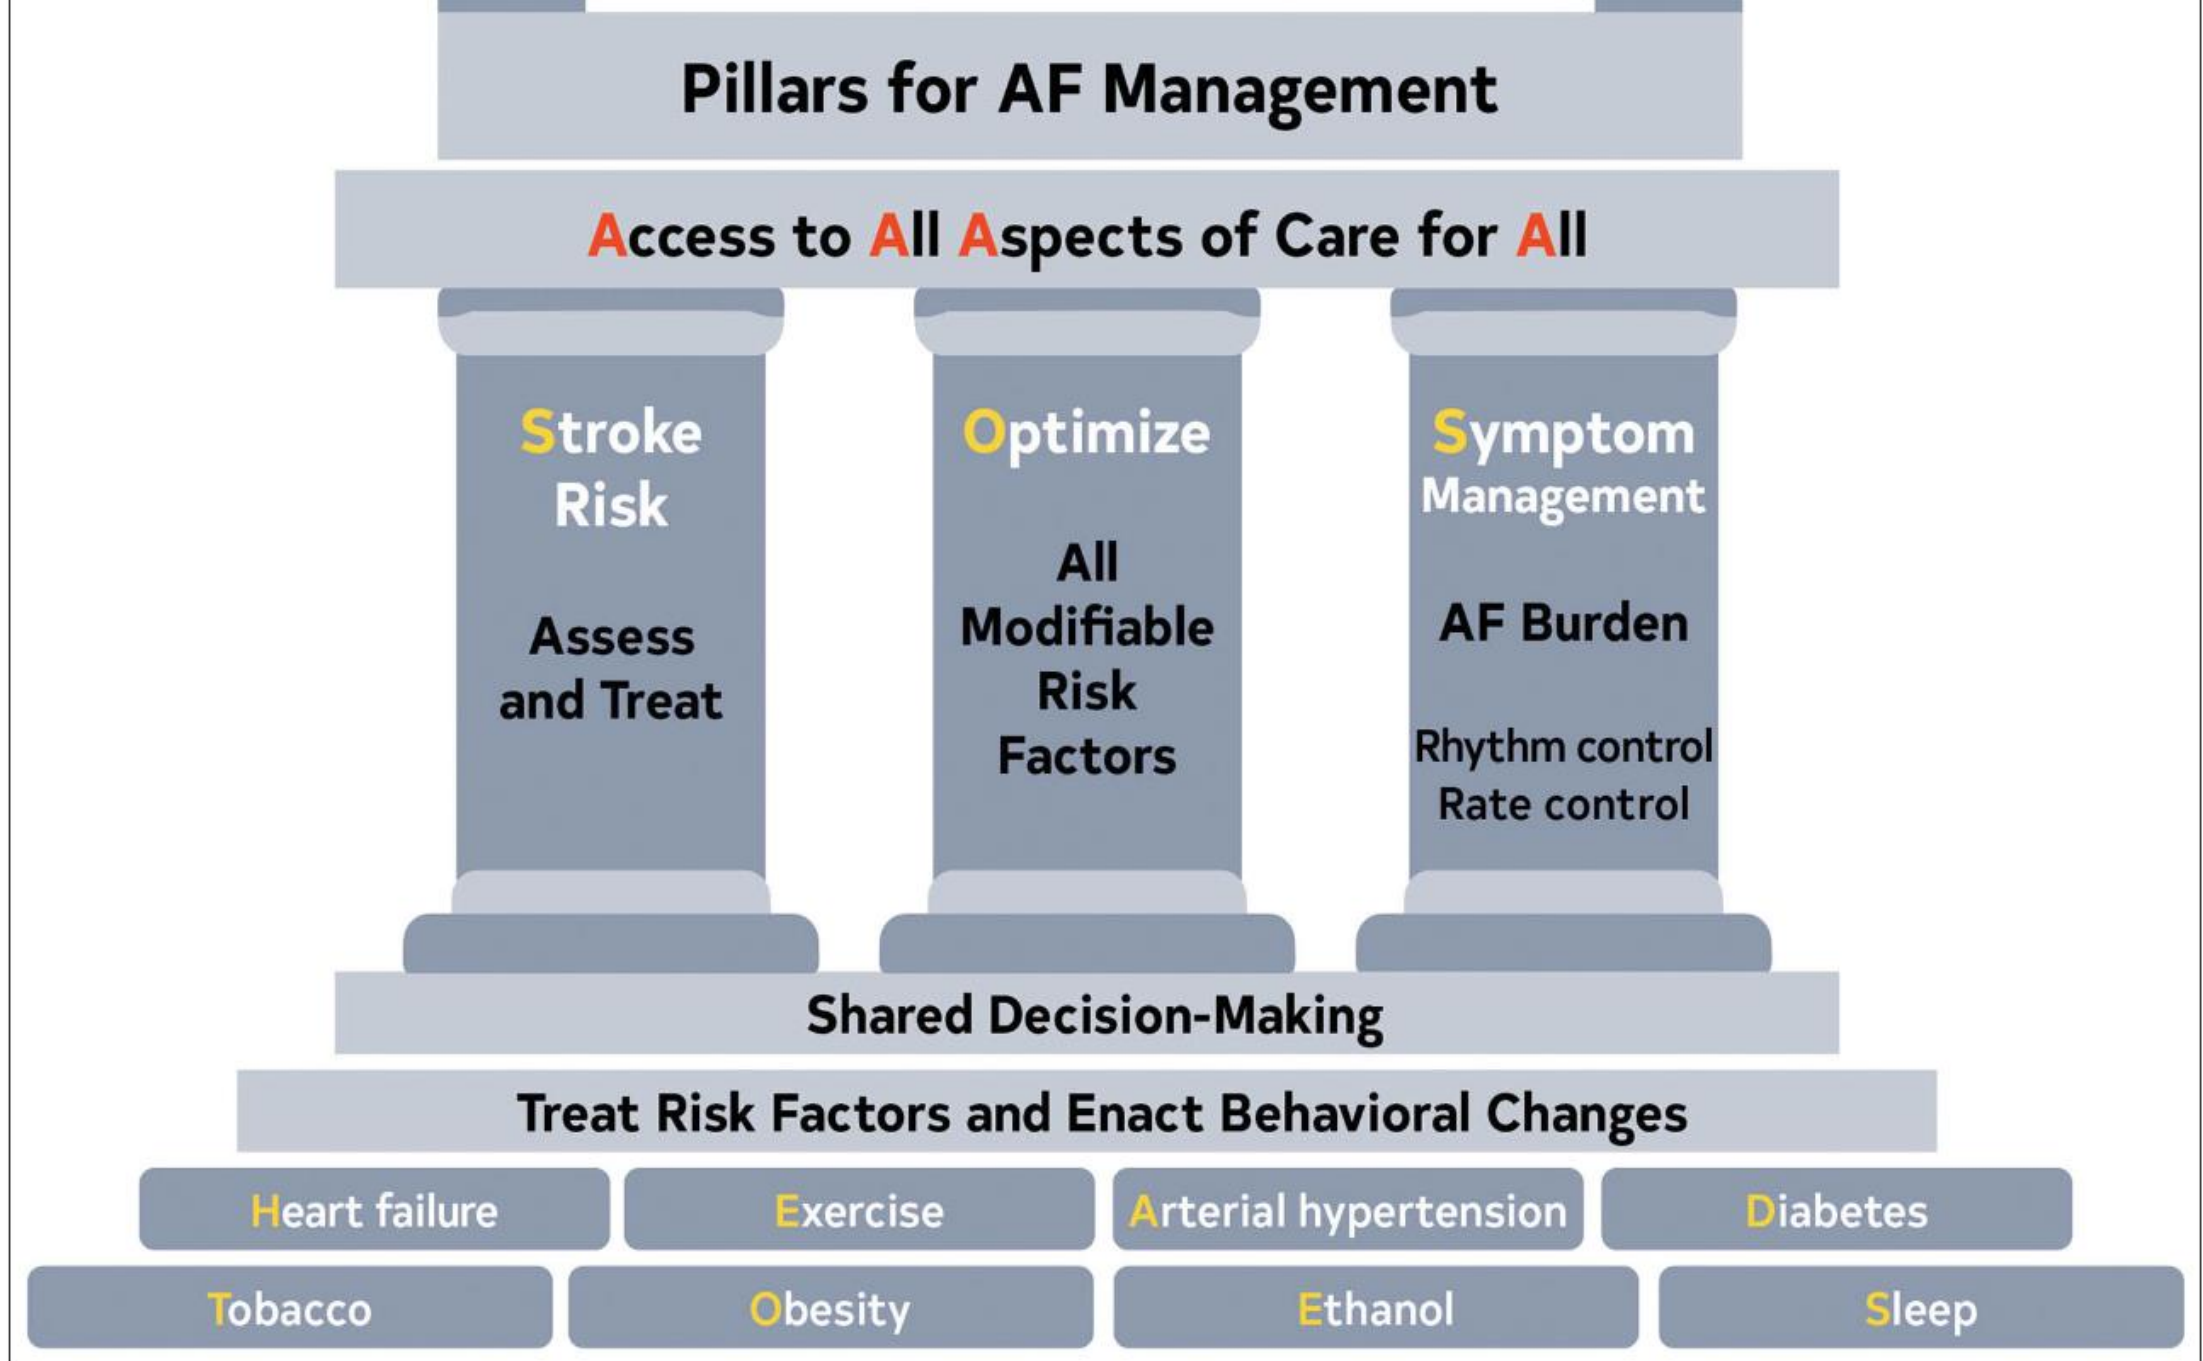 Pillars for AF Management
Access to All Aspects of Care for All
Stroke
Risk
Assess
and Treat
Optimize
All
Modifiable
Risk
Factors
Symptom
Management
AF Burden
Rhythm control
Rate control
Shared Decision-Making
Treat Risk Factors and Enact Behavioral Changes
Heart failure
Exercise
Arterial hypertension
Diabetes
Tobacco
Obesity
Ethanol
Sleep